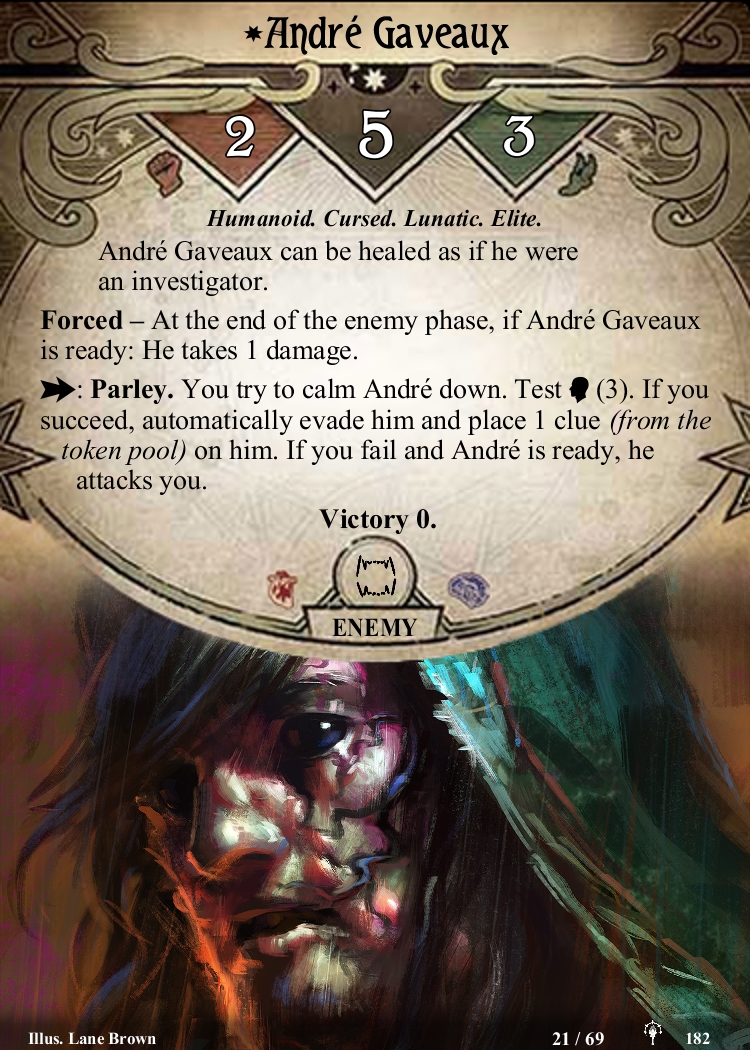 André Gaveaux
2 5 3
Humanoid. Cursed. Lunatic. Elite.
André Gaveaux can be healed as if he were
an investigator.
Forced – At the end of the enemy phase, if André Gaveaux
is ready: He takes 1 damage.
: Parley. You try to calm André down. Test (3). If you
succeed, automatically evade him and place 1 clue (from the
token pool) on him. If you fail and André is ready, he
attacks you.
Victory 0.
ENEMY
Illus. Lane Brown
21 / 69
182